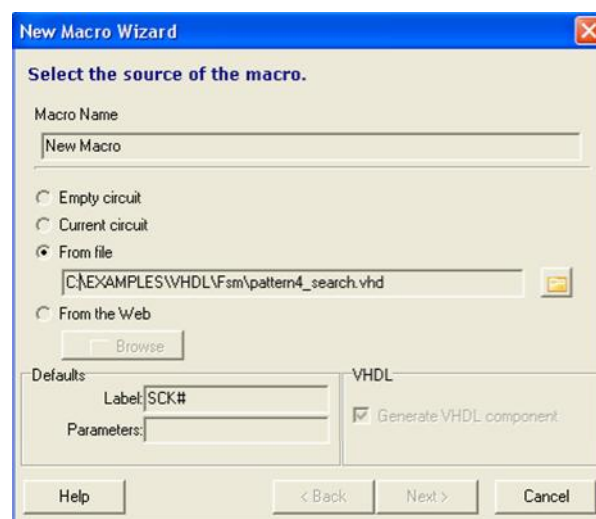 New Macro Wizard
Select the source of the macro.
Macro Name
New Macro
Empty circuit
Current circuit
From file
C:\EXAMPLES\VHDL\Fsm\pattern4_search.vhd
From the Web
Browse
Defaults
Label: SCK#
Parameters:
VHDL
Generate VHDL component
Help
< Back
Next >
Cancel